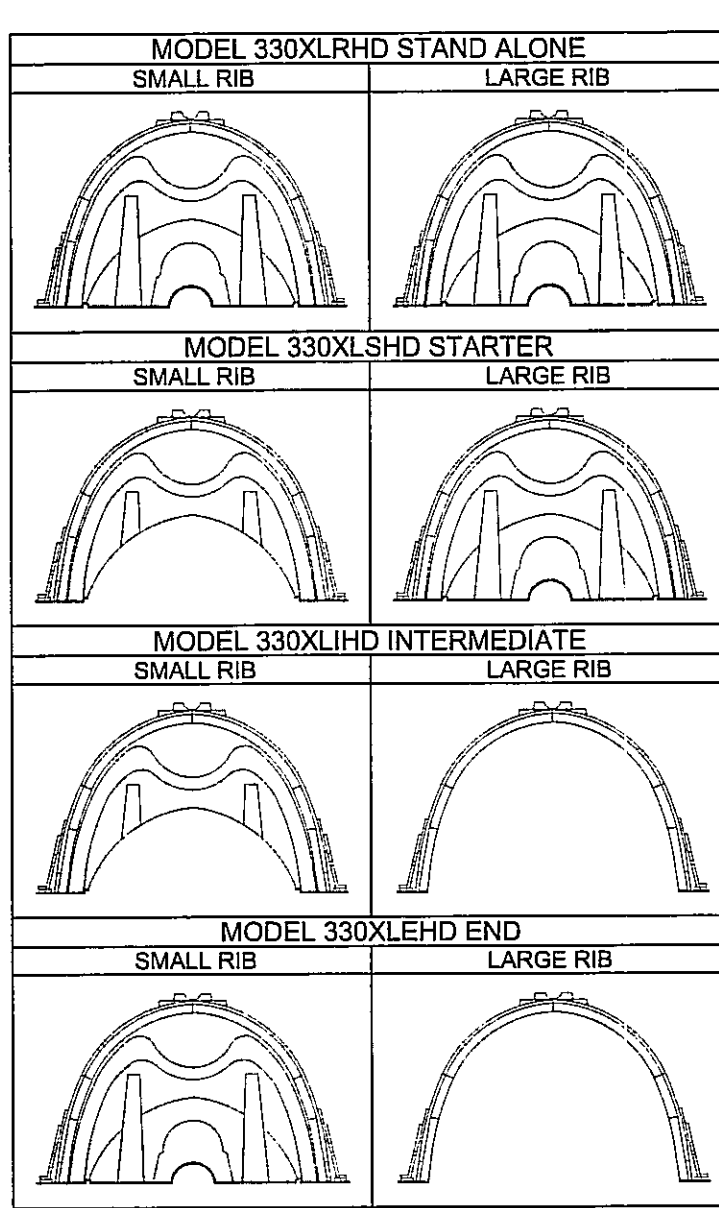 MODEL 330XLRHD STAND ALONE
SMALL RIB LARGE RIB
MODEL 330XLSHD STARTER
SMALL RIB LARGE RIB
MODEL 330XLIHD INTERMEDIATE
SMALL RIB LARGE RIB
MODEL 330XLEHD END
SMALL RIB LARGE RIB